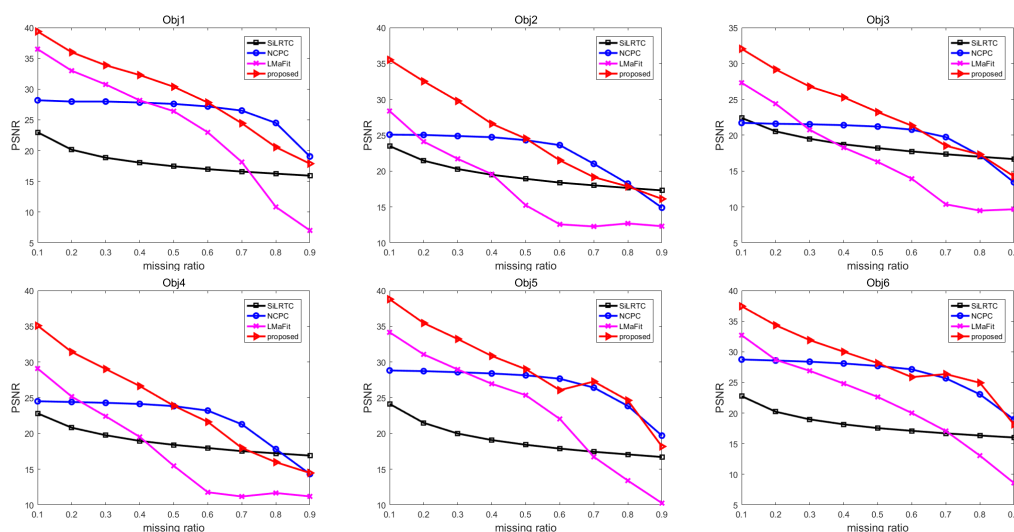 Obj1
40
35
30
25
20
15
10
5
PSNR
0.1 0.2 0.3 0.4 0.5 0.6 0.7 0.8 0.9
missing ratio
SiLRTC
NCPC
LMaFit
proposed
Obj2
40
35
30
25
20
15
10
PSNR
0.1 0.2 0.3 0.4 0.5 0.6 0.7 0.8 0.9
missing ratio
SiLRTC
NCPC
LMaFit
proposed
Obj3
35
30
25
20
15
10
5
PSNR
0.1 0.2 0.3 0.4 0.5 0.6 0.7 0.8
missing ratio
SiLRTC
NCPC
LMaFit
proposed
Obj4
40
35
30
25
20
15
10
PSNR
0.1 0.2 0.3 0.4 0.5 0.6 0.7 0.8 0.9
missing ratio
SiLRTC
NCPC
LMaFit
proposed
Obj5
40
35
30
25
20
15
10
PSNR
0.1 0.2 0.3 0.4 0.5 0.6 0.7 0.8 0.9
missing ratio
SiLRTC
NCPC
LMaFit
proposed
Obj6
40
35
30
25
20
15
10
5
PSNR
0.1 0.2 0.3 0.4 0.5 0.6 0.7 0.8
missing ratio
SiLRTC
NCPC
LMaFit
proposed